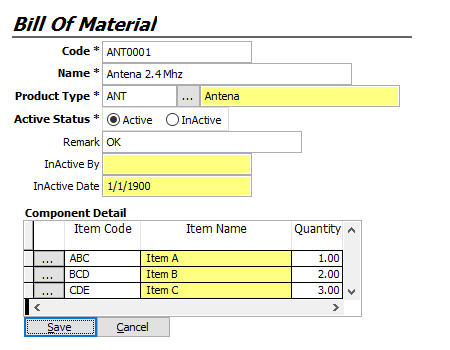 Bill Of Material
Code * ANT0001
Name * Antena 2.4 Mhz
Product Type * ANT ... Antena
Active Status * Active InActive
Remark OK
InActive By
InActive Date 1/1/1900
Component Detail
Item Code Item Name Quantity
... ABC Item A 1.00
... BCD Item B 2.00
... CDE Item C 3.00
Save Cancel